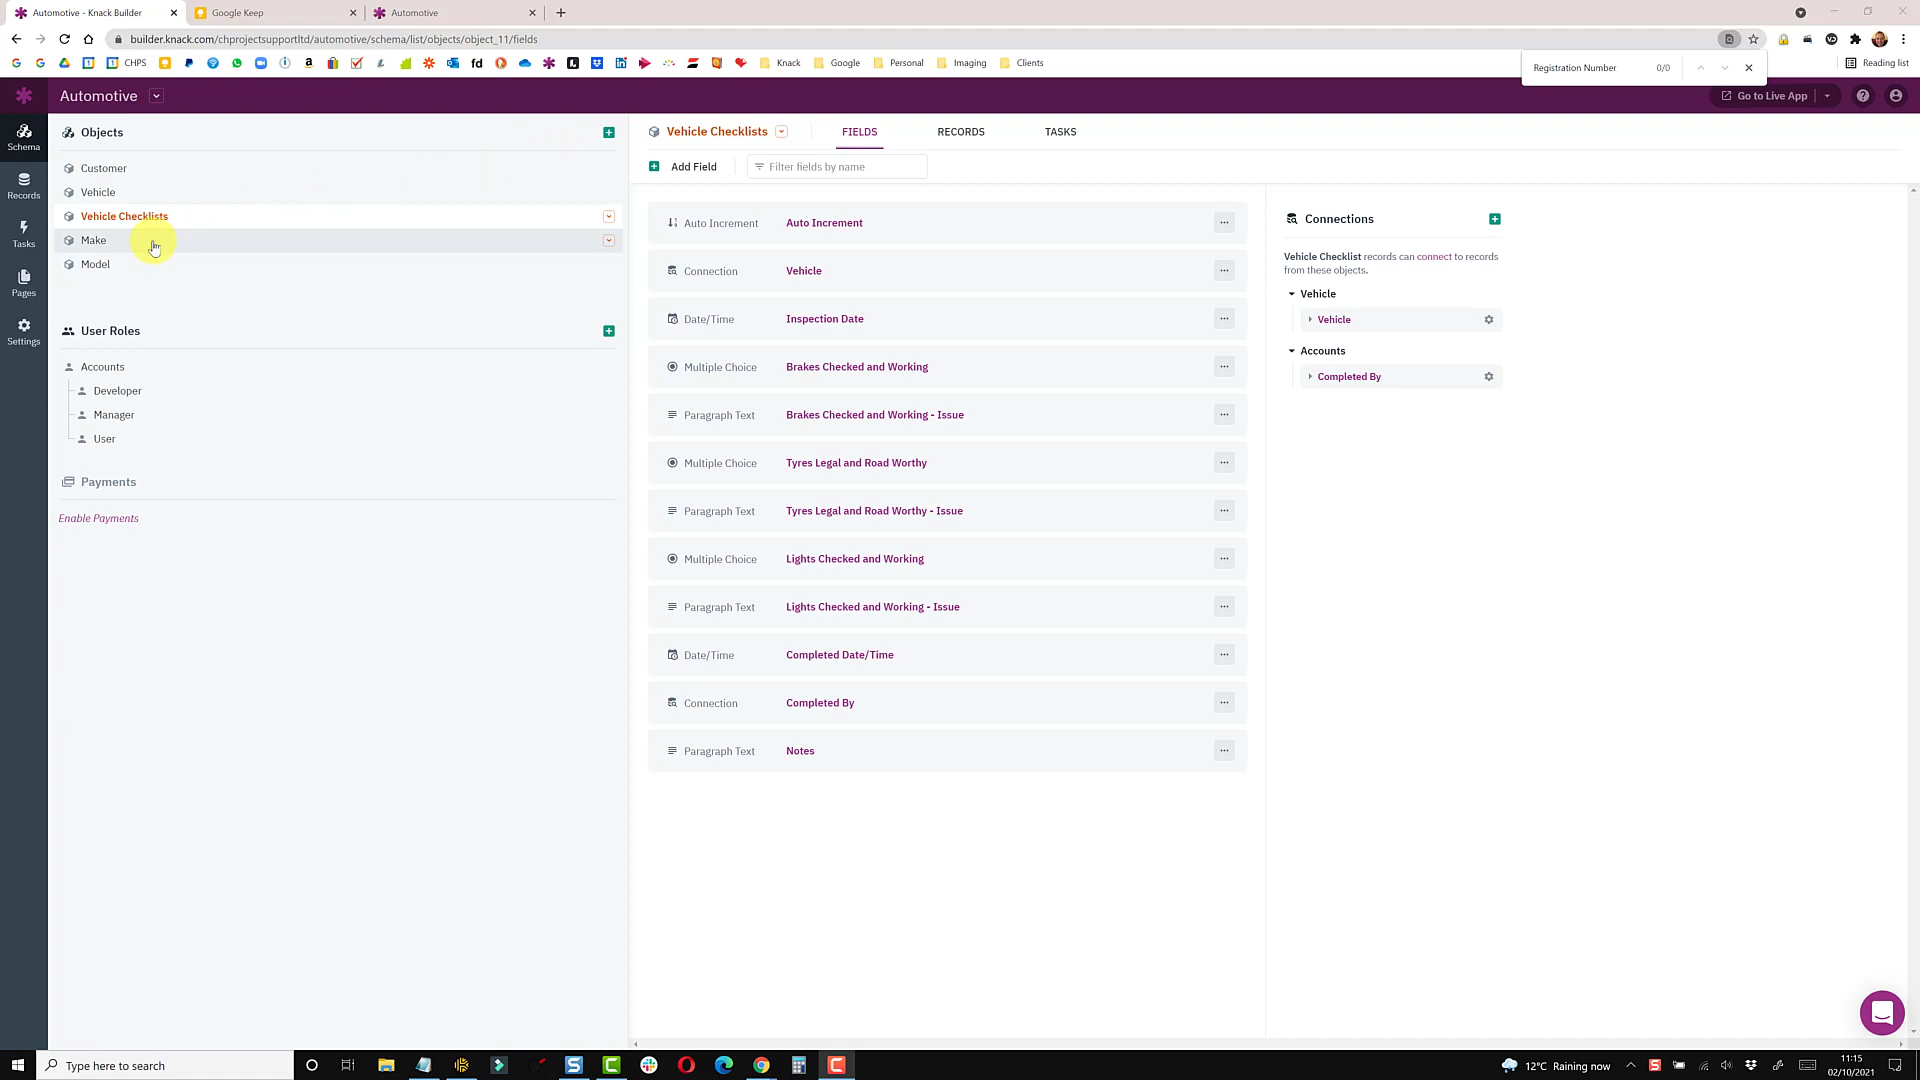 Automotive - Knack Builder
Google Keep
Automotive
builder.knack.com/chprojectsupportltd/automotive/schema/list/objects/object_11/fields
CHPS
Knack
Google
Personal
Imaging
Clients
Reading list
Registration Number 0/0
Automotive
Go to Live App
Schema
Records
Tasks
Pages
Settings
Objects
Customer
Vehicle
Vehicle Checklists
Make
Model
User Roles
Accounts
Developer
Manager
User
Payments
Enable Payments
Vehicle Checklists
FIELDS
RECORDS
TASKS
Add Field
Filter fields by name
Auto Increment Auto Increment
Connection Vehicle
Date/Time Inspection Date
Multiple Choice Brakes Checked and Working
Paragraph Text Brakes Checked and Working - Issue
Multiple Choice Tyres Legal and Road Worthy
Paragraph Text Tyres Legal and Road Worthy - Issue
Multiple Choice Lights Checked and Working
Paragraph Text Lights Checked and Working - Issue
Date/Time Completed Date/Time
Connection Completed By
Paragraph Text Notes
Connections
Vehicle Checklist records can connect to records
from these objects.
Vehicle
Vehicle
Accounts
Completed By
Type here to search
12°C Raining now
11:15
02/10/2021